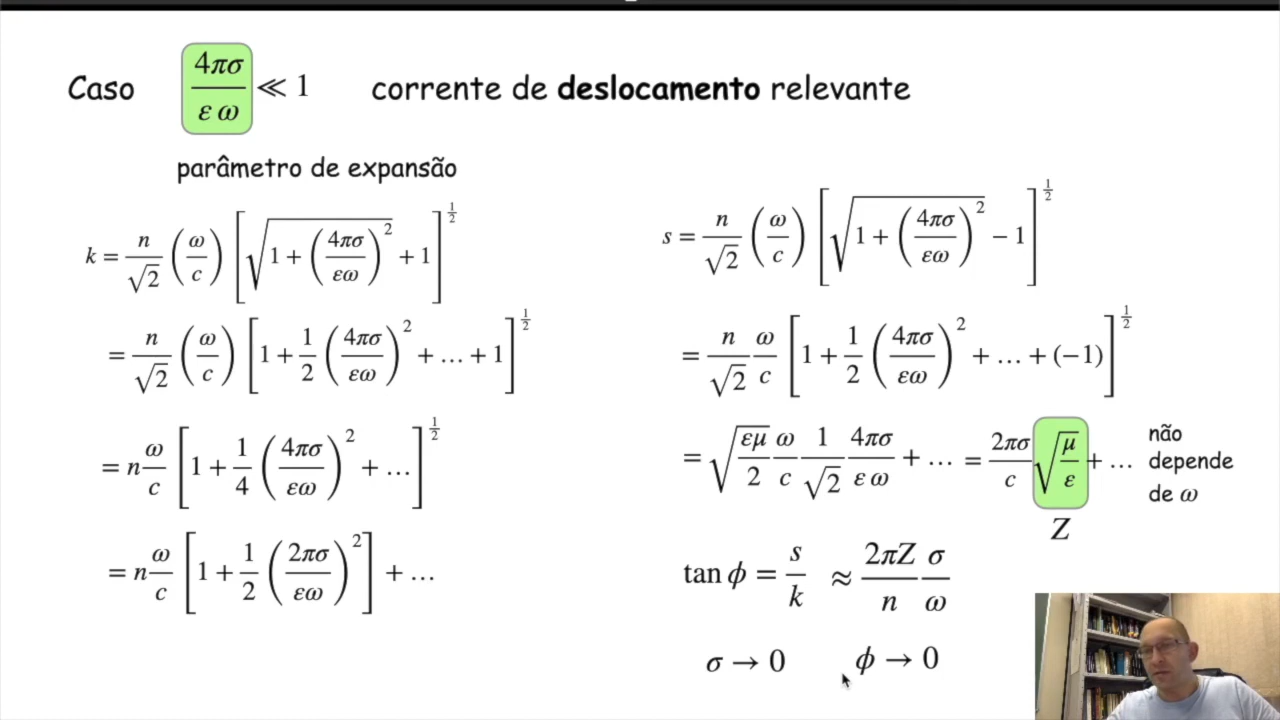 Caso 4πσ/(ε ω) ≪ 1 corrente de deslocamento relevante
parâmetro de expansão
k = n/√2 (ω/c) [√(1 + (4πσ/εω)²) + 1]^(1/2)
= n/√2 (ω/c) [1 + 1/2 (4πσ/εω)² + … + 1]^(1/2)
= n ω/c [1 + 1/4 (4πσ/εω)² + …]^(1/2)
= n ω/c [1 + 1/2 (2πσ/εω)²] + …
s = n/√2 (ω/c) [√(1 + (4πσ/εω)²) − 1]^(1/2)
= n/√2 ω/c [1 + 1/2 (4πσ/εω)² + … + (−1)]^(1/2)
= √(εμ/2) ω/c 1/√2 4πσ/(ε ω) + … = 2πσ/c √(μ/ε) + …
não
depende
de ω
Z
tan ϕ = s/k ≈ 2πZ/n σ/ω
σ → 0 ϕ → 0